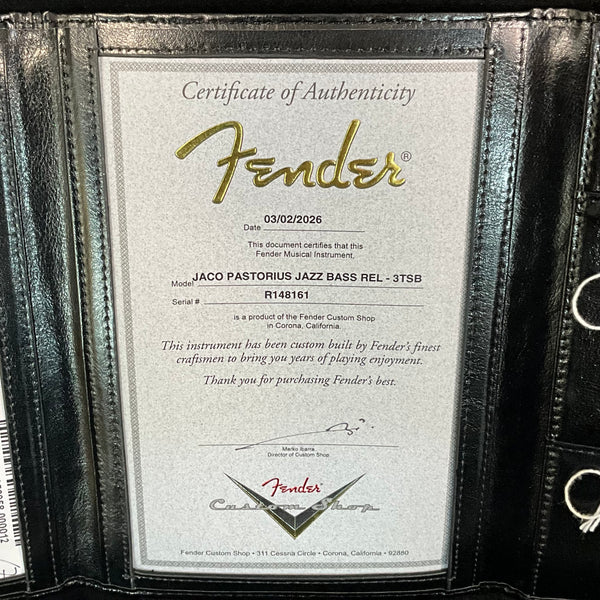 Certificate of Authenticity
Fender®
Date 03/02/2026
This document certifies that this
Fender Musical Instrument,
Model JACO PASTORIUS JAZZ BASS REL - 3TSB
Serial # R148161
is a product of the Fender Custom Shop
in Corona, California.
This instrument has been custom built by Fender's finest
craftsmen to bring you years of playing enjoyment.
Thank you for purchasing Fender's best.
Marko Ibarra
Director of Custom Shop
Fender
Custom Shop
Fender Custom Shop • 311 Cessna Circle • Corona, California • 92880